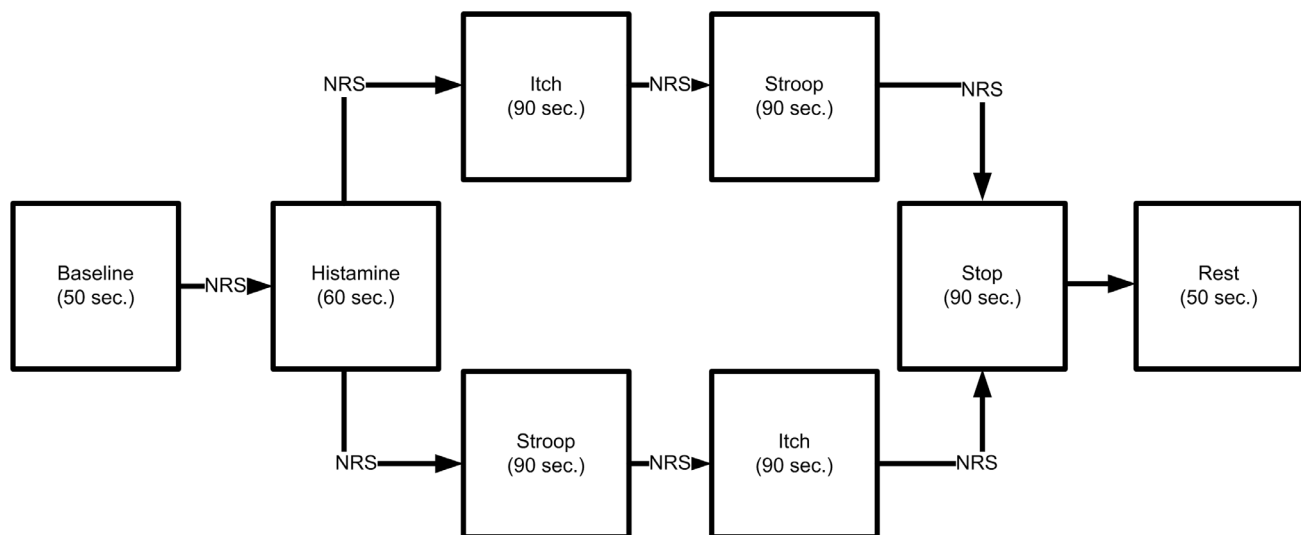 NRS
Itch
(90 sec.)
NRS
Stroop
(90 sec.)
NRS
Baseline
(50 sec.)
NRS
Histamine
(60 sec.)
Stop
(90 sec.)
Rest
(50 sec.)
NRS
Stroop
(90 sec.)
NRS
Itch
(90 sec.)
NRS